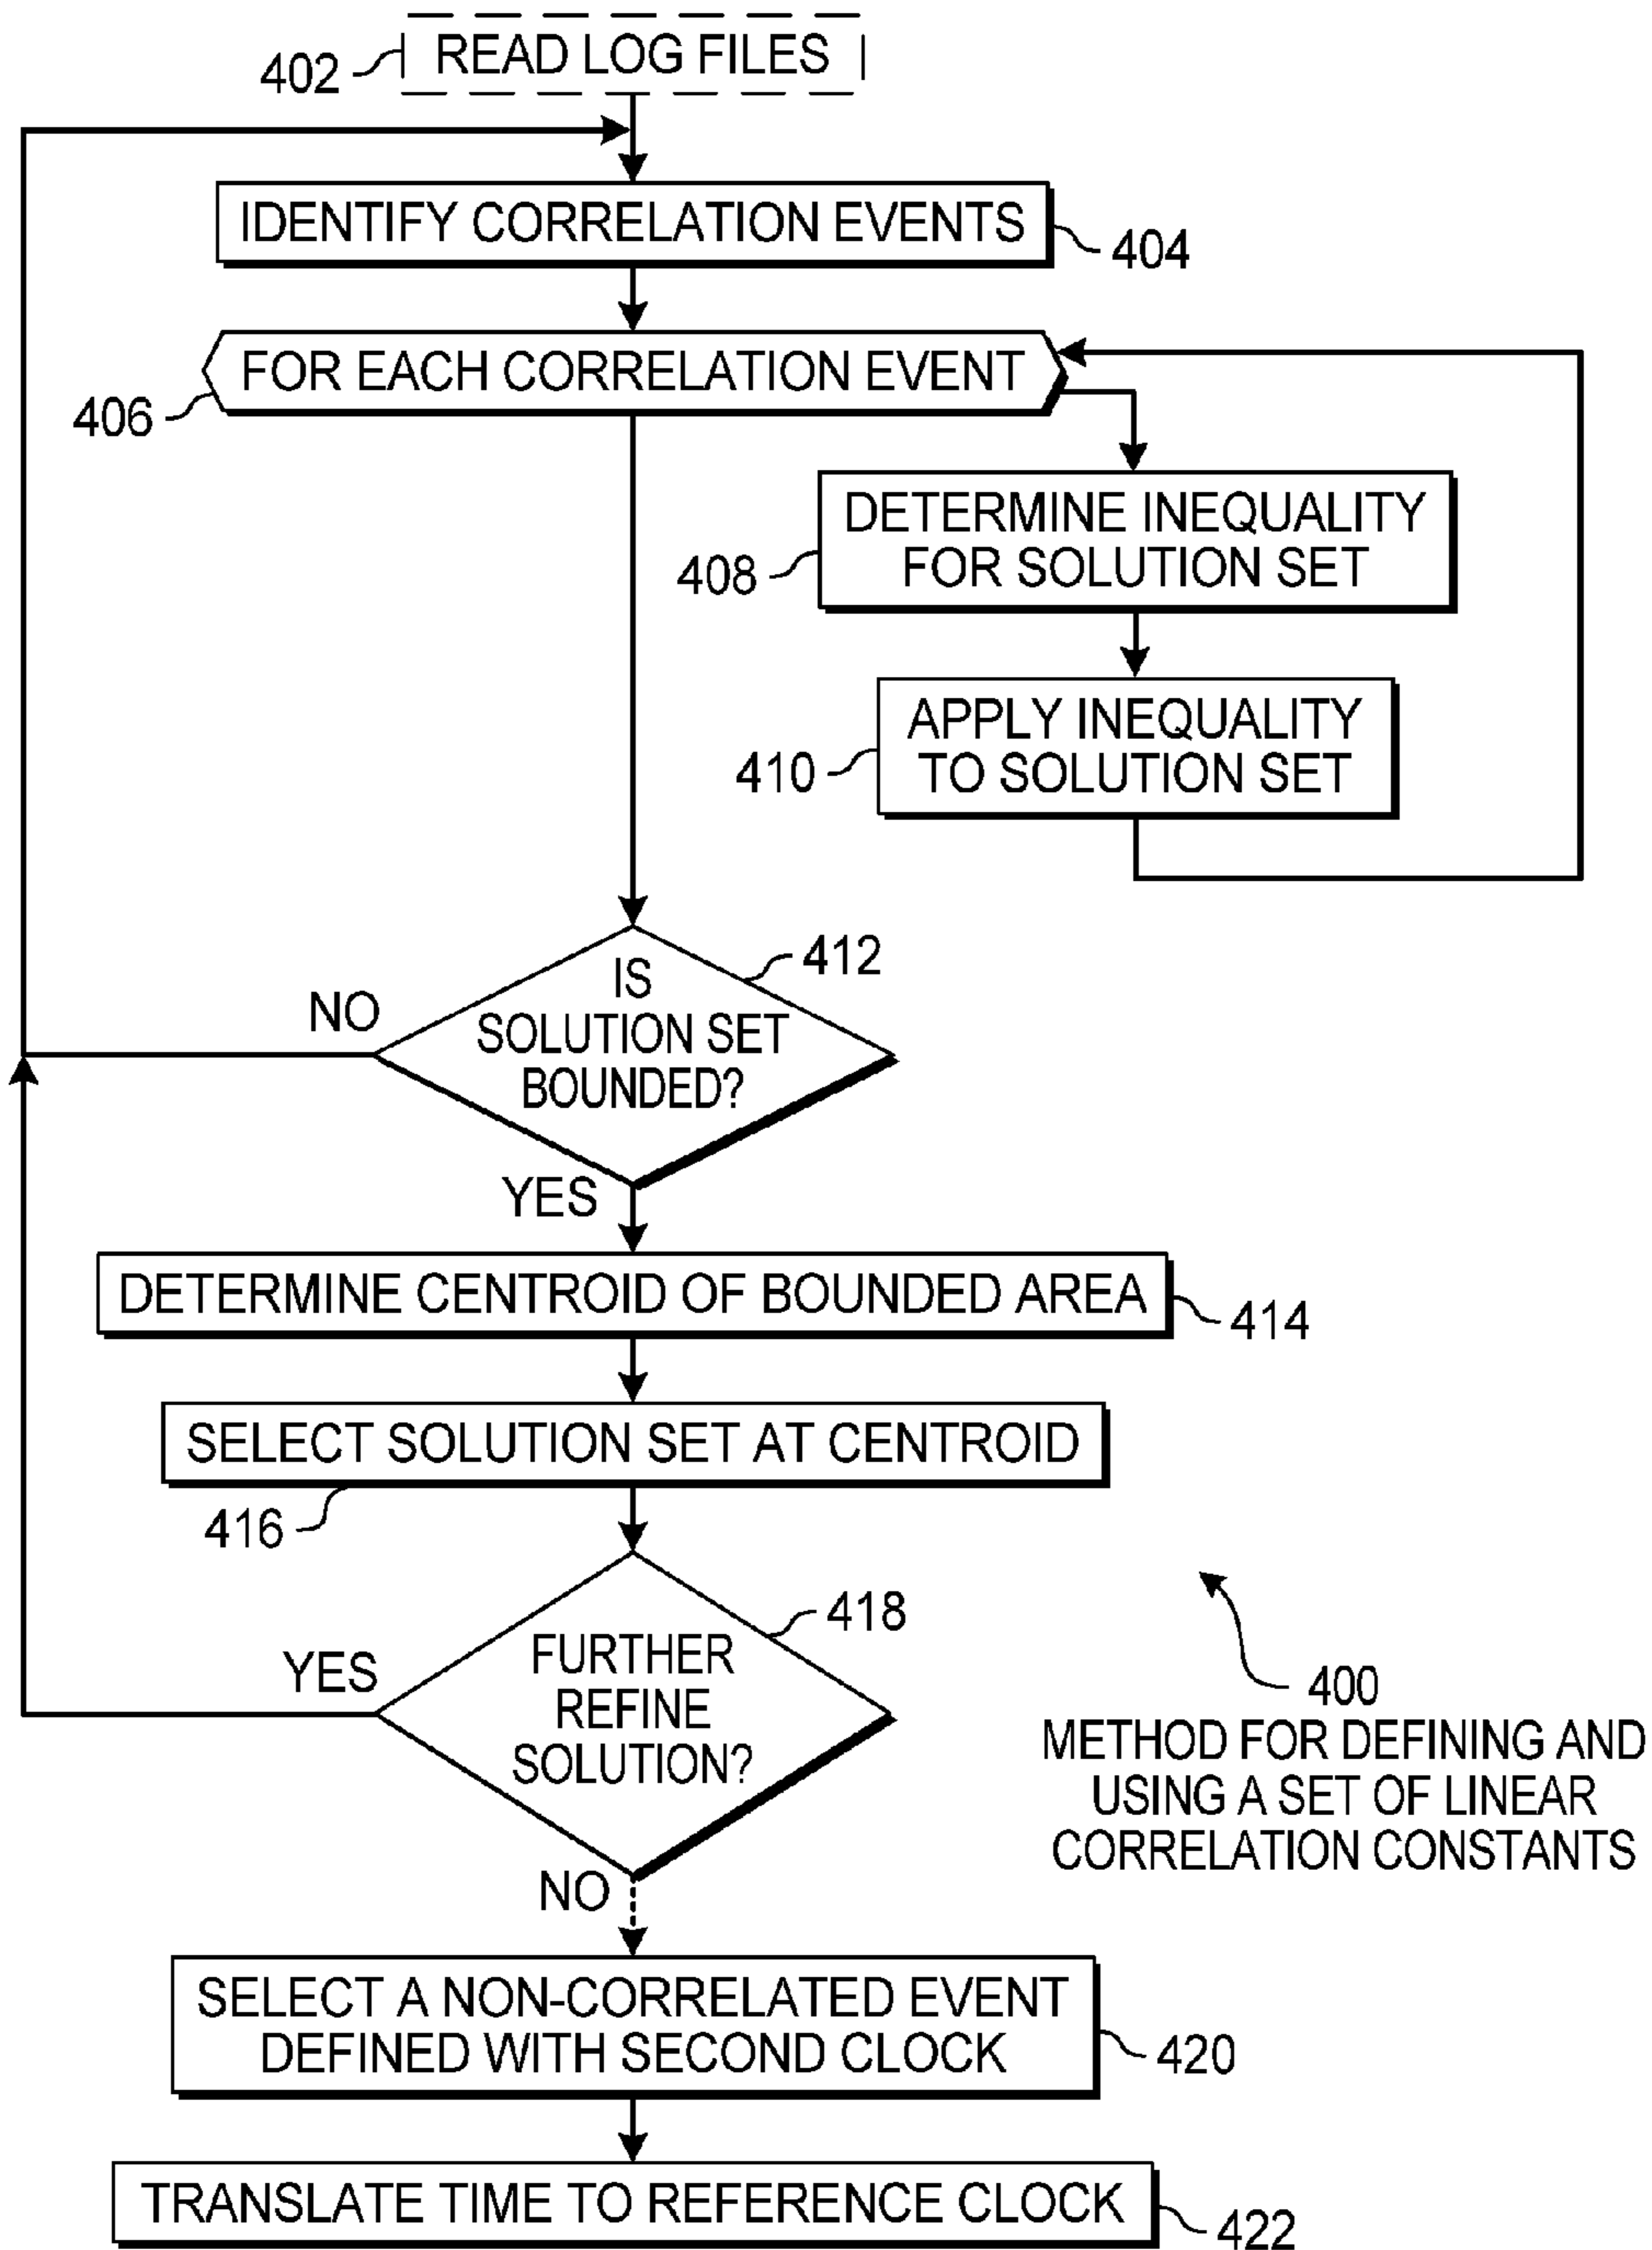 READ LOG FILES
402
IDENTIFY CORRELATION EVENTS
404
FOR EACH CORRELATION EVENT
406
DETERMINE INEQUALITY
FOR SOLUTION SET
408
APPLY INEQUALITY
TO SOLUTION SET
410
IS
SOLUTION SET
BOUNDED?
412
NO
YES
DETERMINE CENTROID OF BOUNDED AREA
414
SELECT SOLUTION SET AT CENTROID
416
FURTHER
REFINE
SOLUTION?
418
YES
NO
400
METHOD FOR DEFINING AND
USING A SET OF LINEAR
CORRELATION CONSTANTS
SELECT A NON-CORRELATED EVENT
DEFINED WITH SECOND CLOCK
420
TRANSLATE TIME TO REFERENCE CLOCK
422